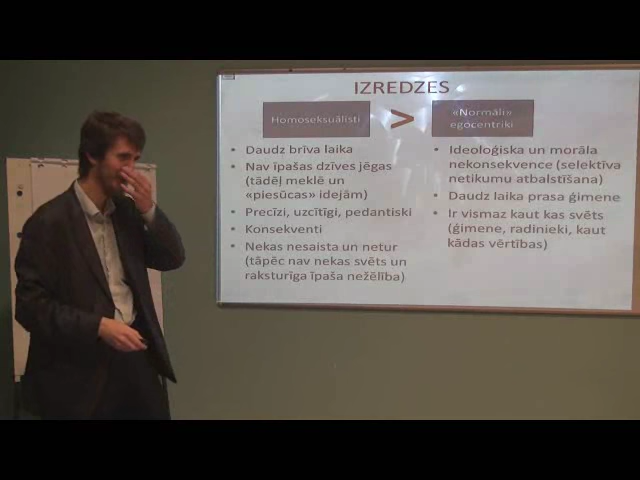 IZREDZES
Homoseksuālisti
>
«Normāli»
egocentriķi
• Daudz brīva laika
• Nav īpašas dzīves jēgas
(tādēļ meklē un
«piesūcas» idejām)
• Precīzi, uzcītīgi, pedantiski
• Konsekventi
• Nekas nesaista un netur
(tāpēc nav nekas svēts un
raksturīga īpaša nežēlība)
• Ideoloģiska un morāla
nekonsekvence (selektīva
netikumu atbalstīšana)
• Daudz laika prasa ģimene
• Ir vismaz kaut kas svēts
(ģimene, radinieki, kaut
kādas vērtības)